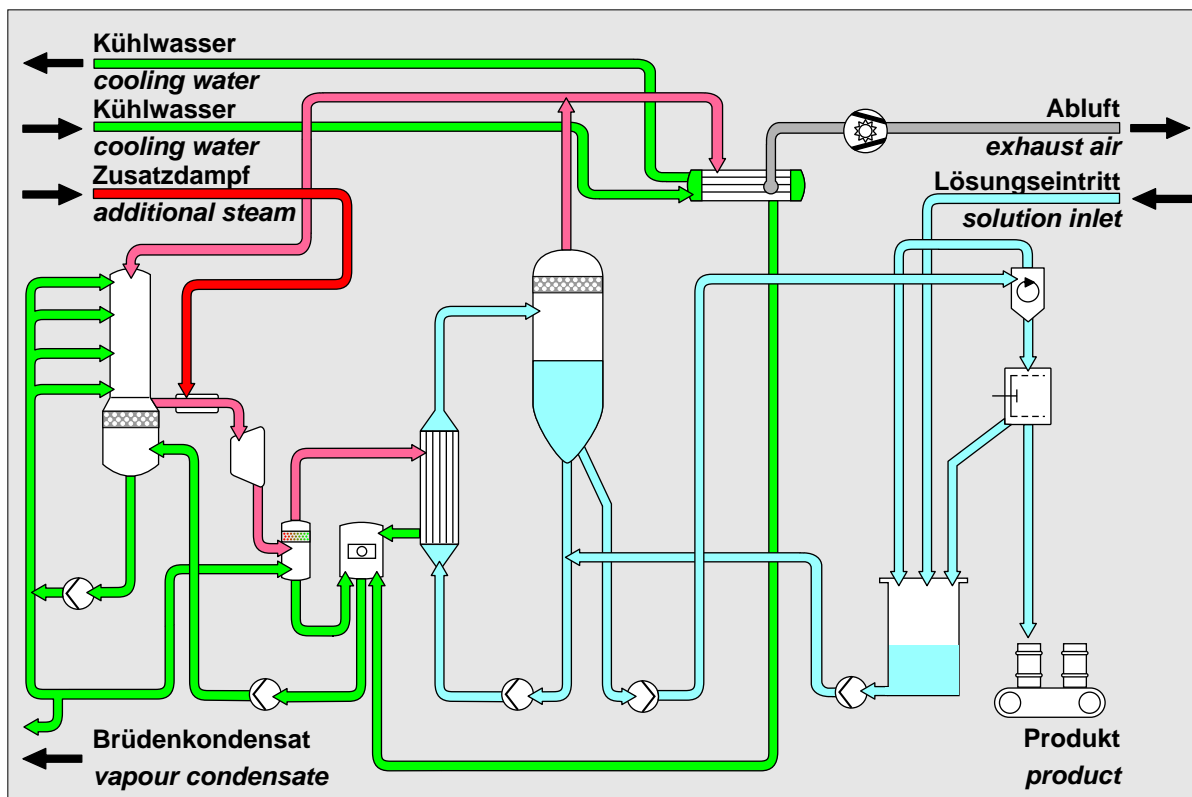 Kühlwasser
cooling water
Kühlwasser
cooling water
Zusatzdampf
additional steam
Abluft
exhaust air
Lösungseintritt
solution inlet
Brüdenkondensat
vapour condensate
Produkt
product